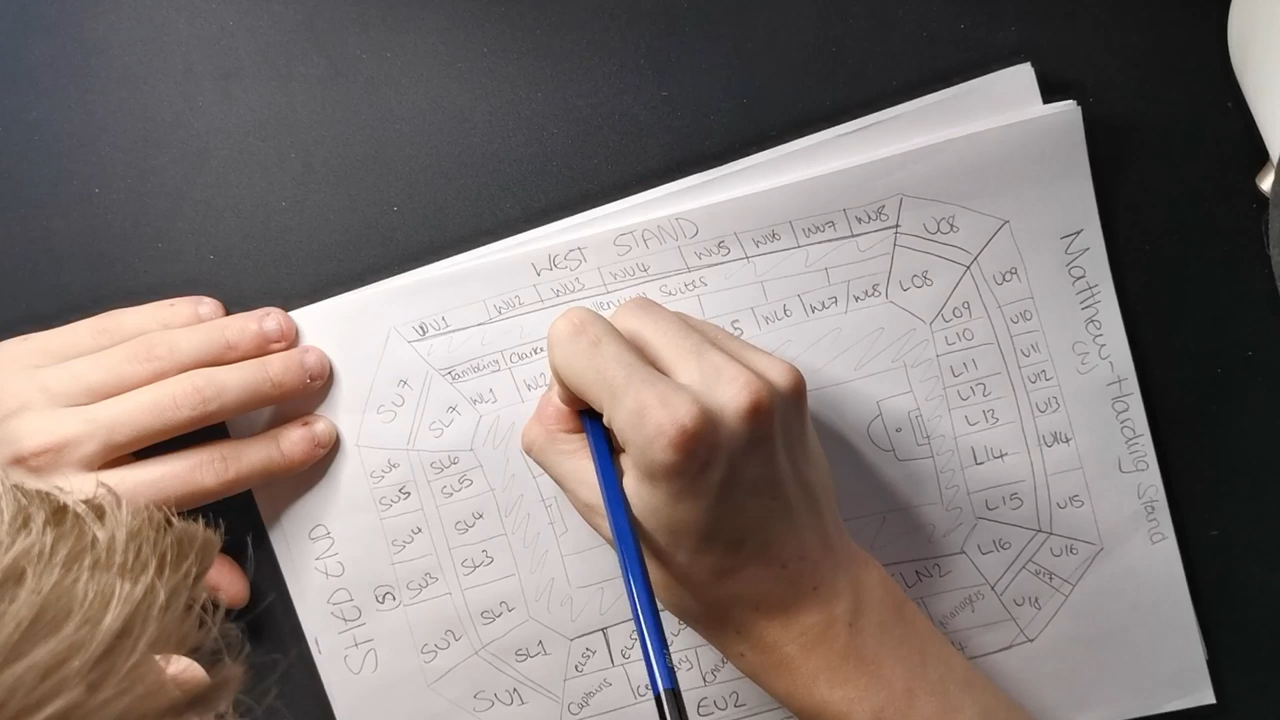 WEST STAND
WU1 WU2 WU3 WU4 WU5 WU6 WU7 WU8
UO8
Suites
LO8
Tambling Clarke
WL1 WL2
WL6 WL7 WL8
SU7
SL7
SU6
SU5
SU4
SU3
SU2
SU1
SL6
SL5
SL4
SL3
SL2
SL1
SHED END
(S)
LO9
L10
L11
L12
L13
L14
L15
L16
UO9
U10
U11
U12
U13
U14
U15
U16
U17
U18
Matthew-Harding Stand
(N)
ELS1
Captains
EU2
LN2
Managers